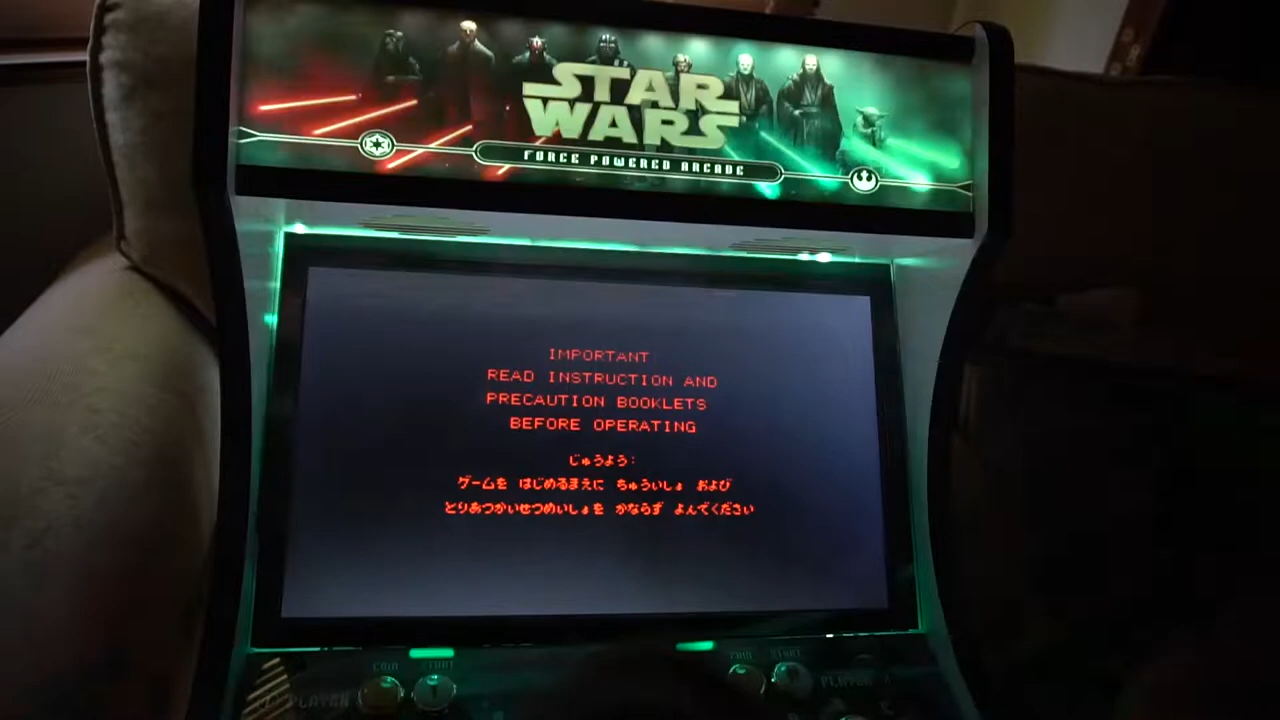 STAR
WARS
FORCE POWERED ARCADE
IMPORTANT
READ INSTRUCTION AND
PRECAUTION BOOKLETS
BEFORE OPERATING
じゅうよう:
ゲームを はじめるまえに ちゅういしょ および
とりあつかいせつめいしょを かならず よんでください
COIN START
COIN START
PLAYER
PLAYER